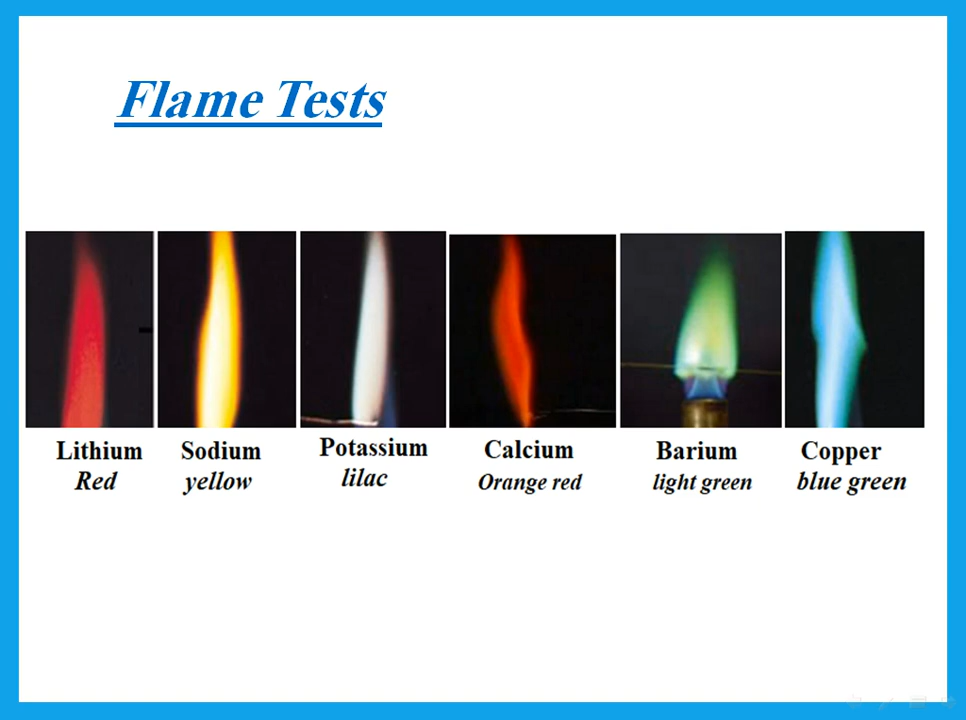 Flame Tests
Lithium
Red
Sodium
yellow
Potassium
lilac
Calcium
Orange red
Barium
light green
Copper
blue green